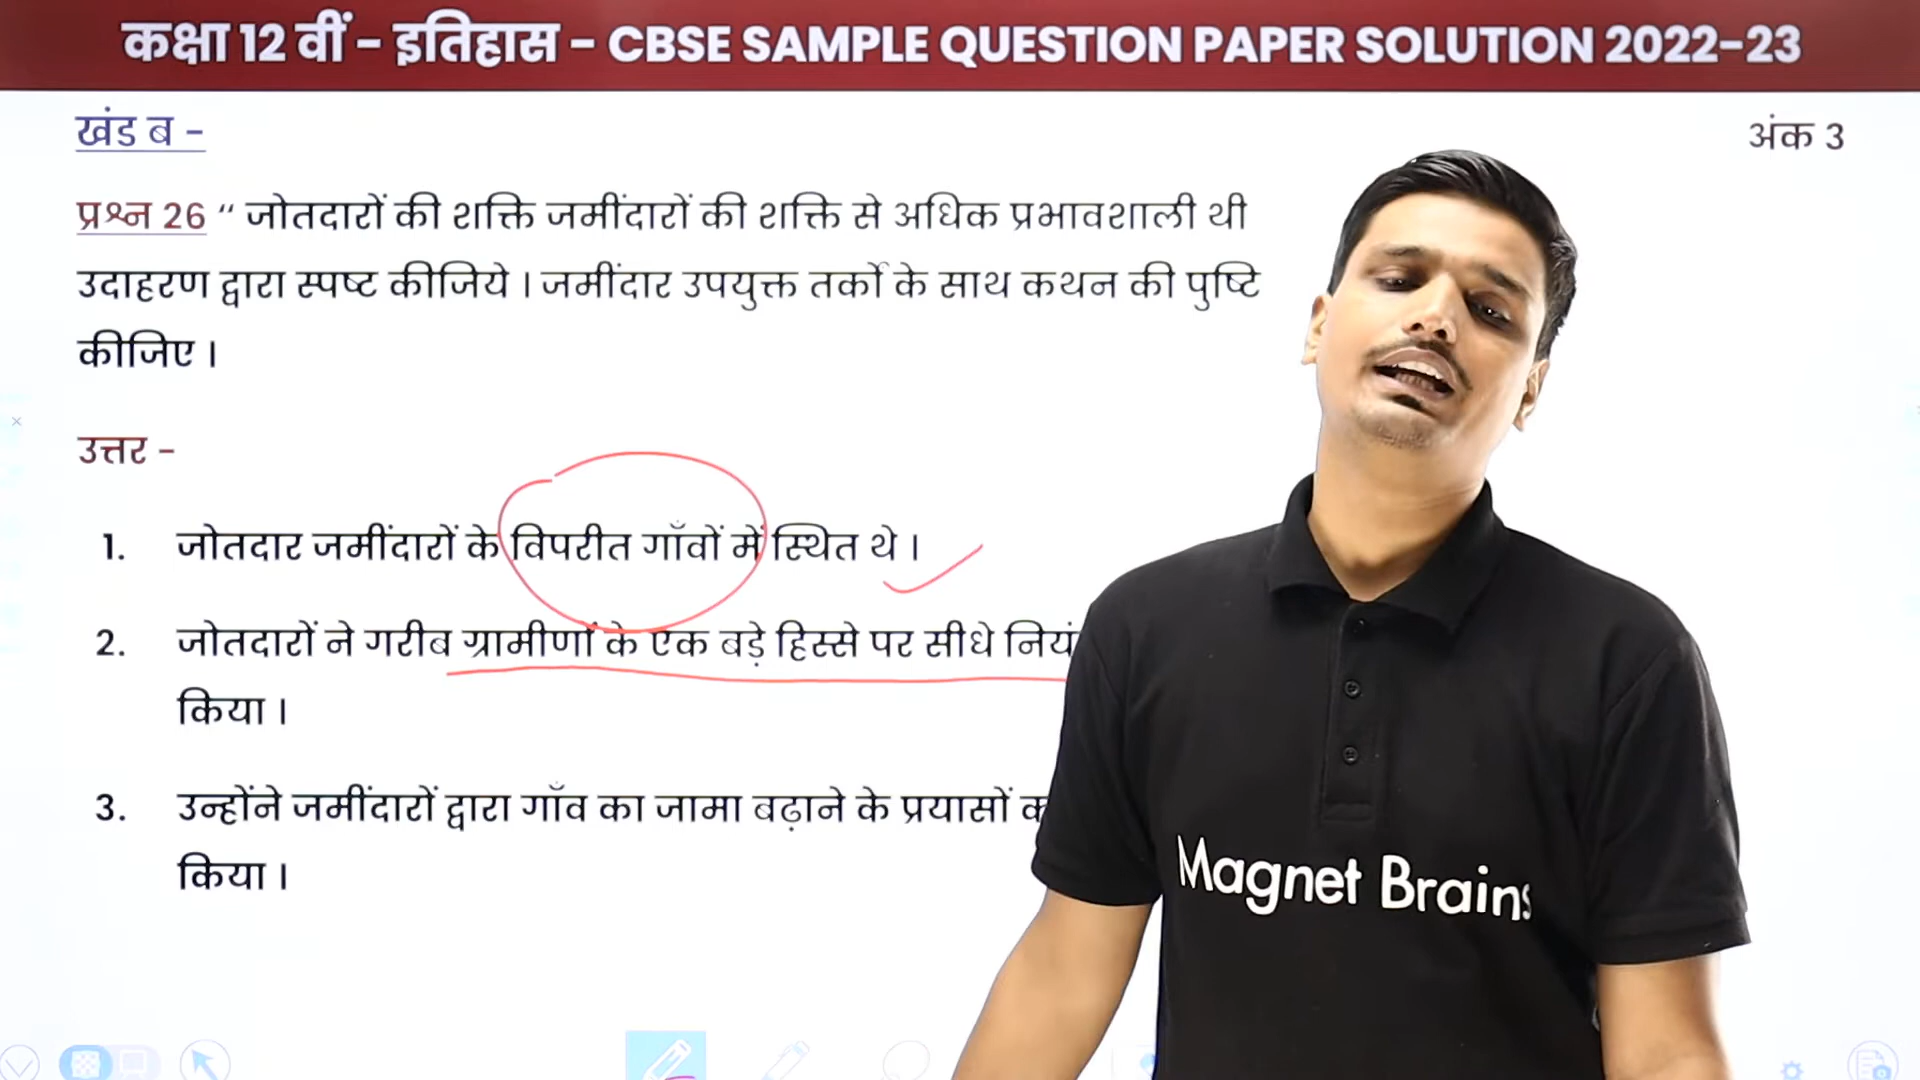 कक्षा 12 वीं - इतिहास - CBSE SAMPLE QUESTION PAPER SOLUTION 2022-23
खंड ब -
अंक 3
प्रश्न 26 “ जोतदारों की शक्ति जमींदारों की शक्ति से अधिक प्रभावशाली थी
उदाहरण द्वारा स्पष्ट कीजिये । जमींदार उपयुक्त तर्कों के साथ कथन की पुष्टि
कीजिए ।
उत्तर -
1. जोतदार जमींदारों के विपरीत गाँवों में स्थित थे ।
2. जोतदारों ने गरीब ग्रामीणों के एक बड़े हिस्से पर सीधे
किया ।
3. उन्होंने जमींदारों द्वारा गाँव का जामा बढ़ाने के प्रयासों
किया ।
Magnet Brains